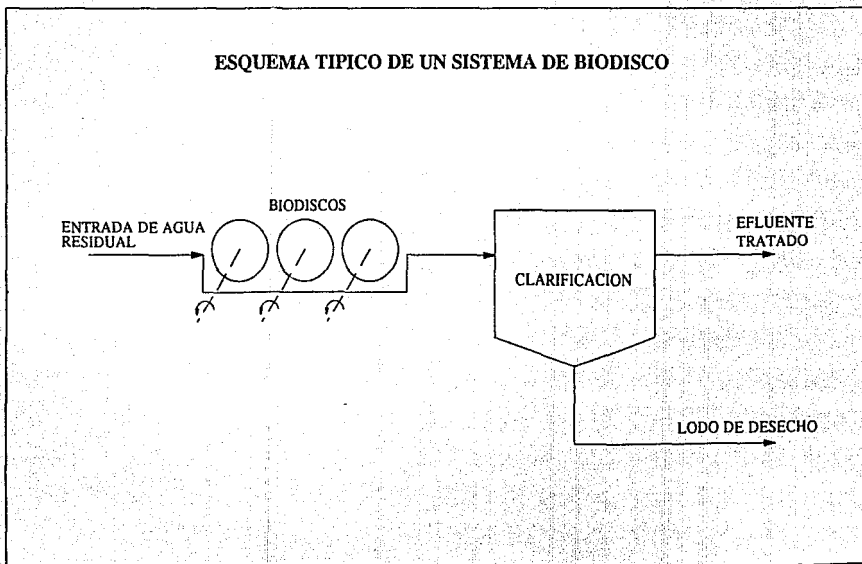 ESQUEMA TIPICO DE UN SISTEMA DE BIODISCO
BIODISCOS
ENTRADA DE AGUA
RESIDUAL
EFLUENTE
TRATADO
CLARIFICACION
LODO DE DESECHO